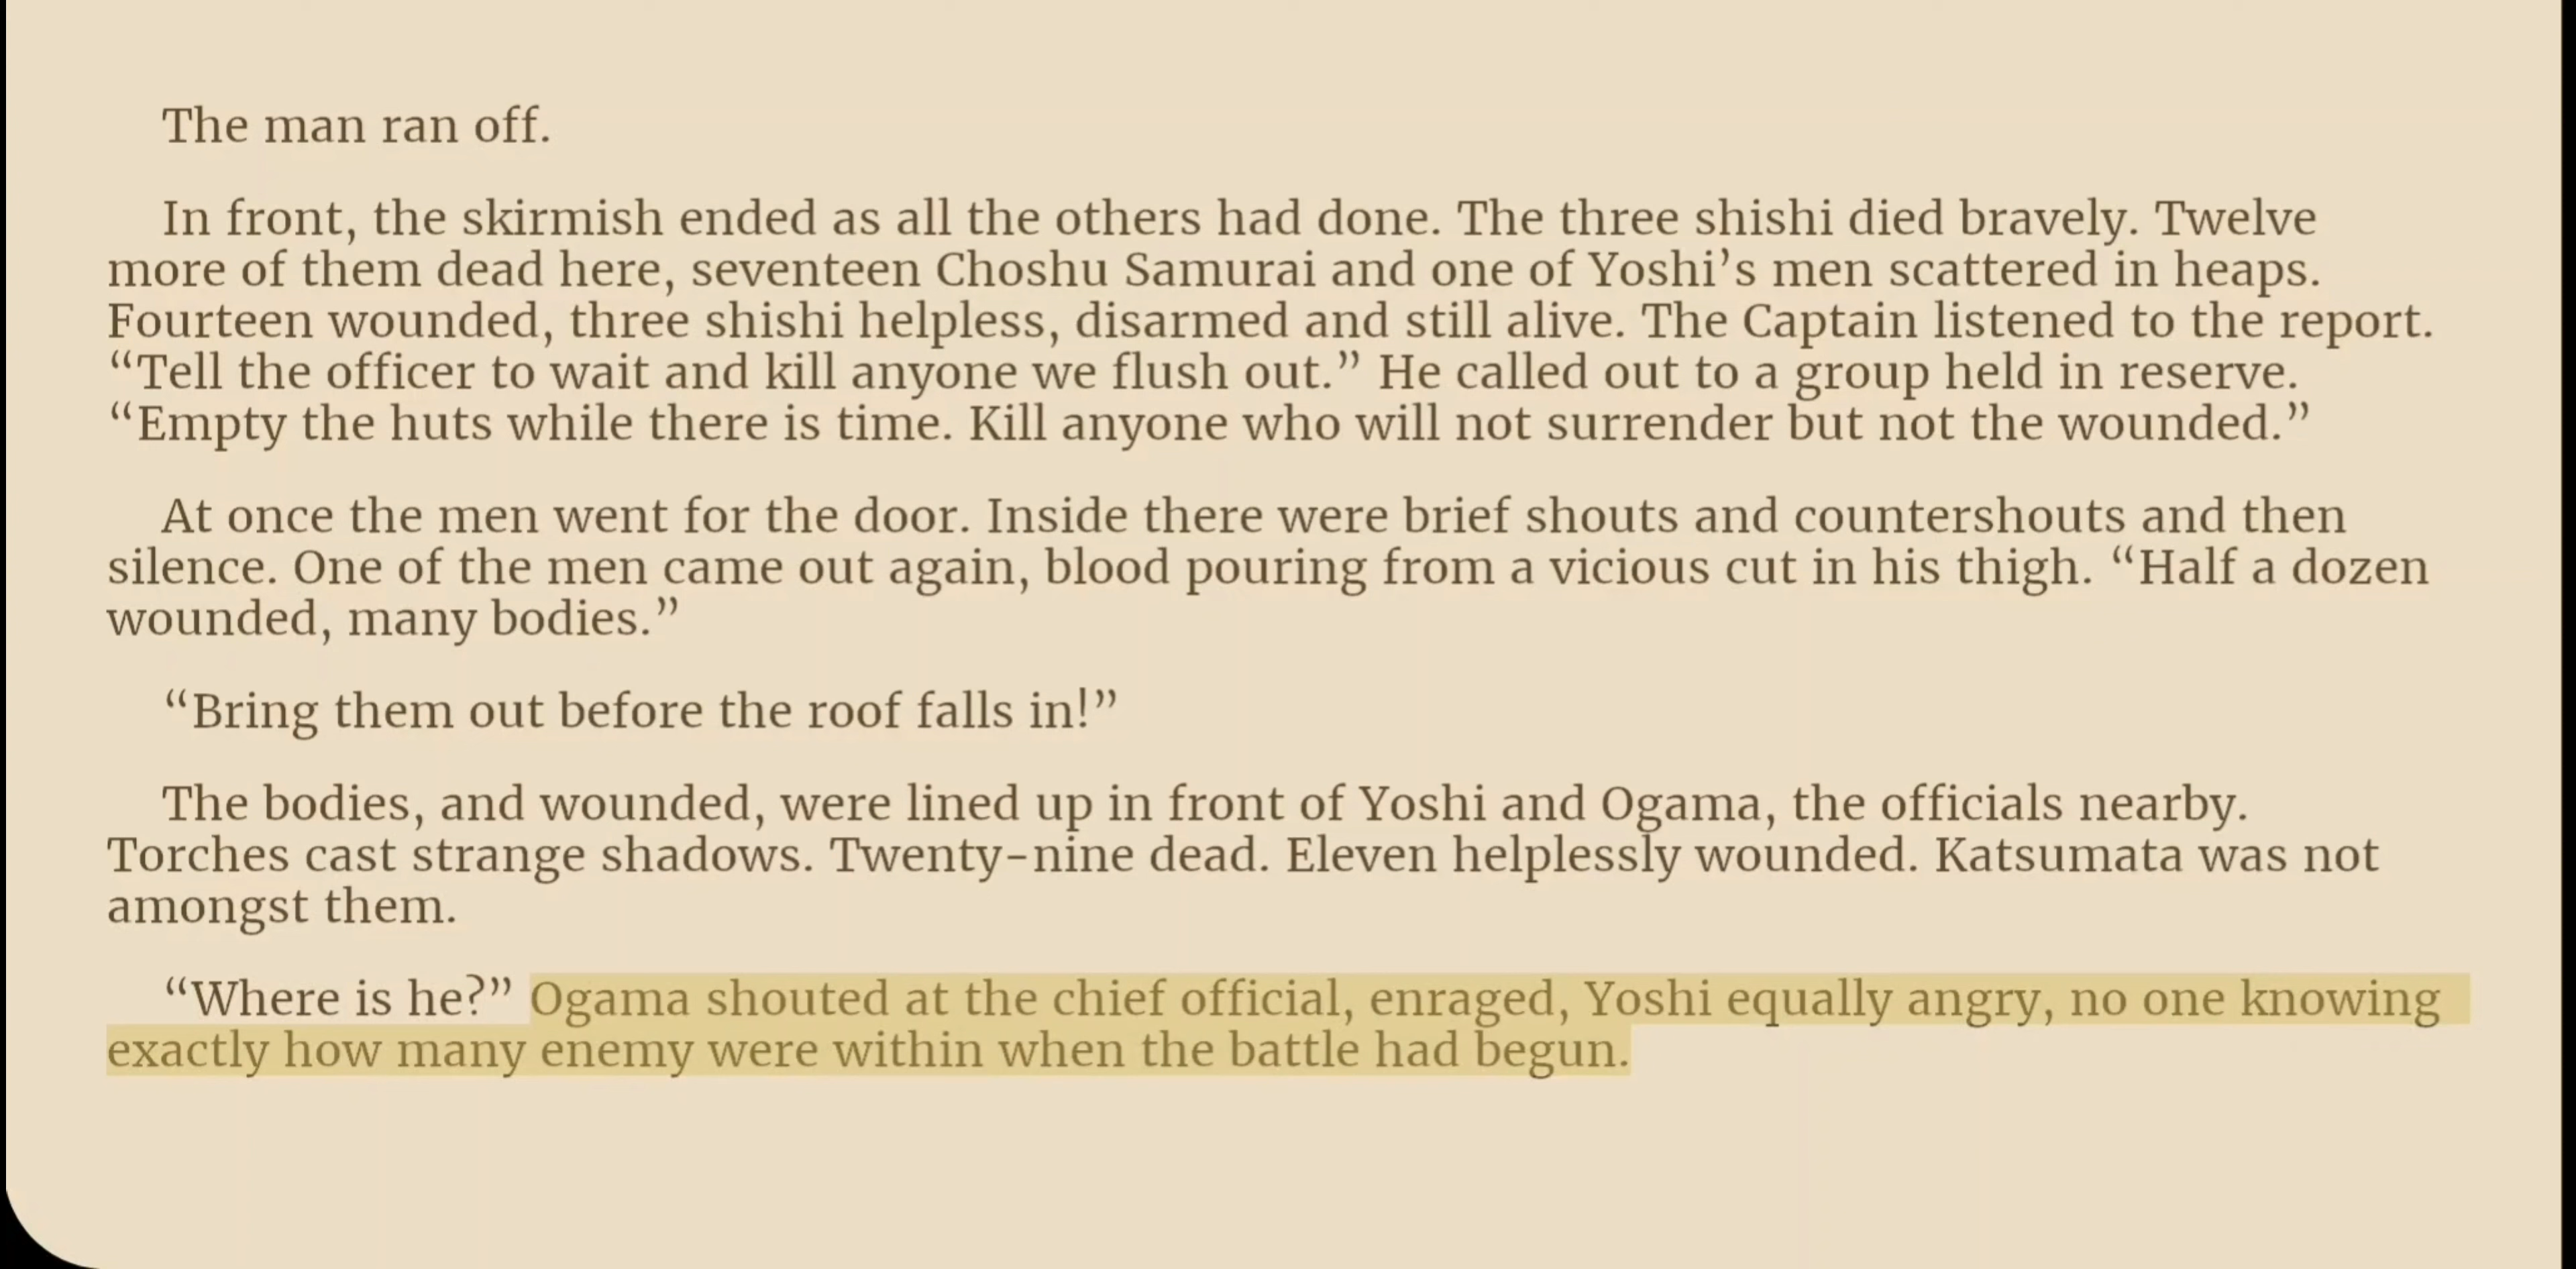 The man ran off.
In front, the skirmish ended as all the others had done. The three shishi died bravely. Twelve
more of them dead here, seventeen Choshu Samurai and one of Yoshi’s men scattered in heaps.
Fourteen wounded, three shishi helpless, disarmed and still alive. The Captain listened to the report.
“Tell the officer to wait and kill anyone we flush out.” He called out to a group held in reserve.
“Empty the huts while there is time. Kill anyone who will not surrender but not the wounded.”
At once the men went for the door. Inside there were brief shouts and countershouts and then
silence. One of the men came out again, blood pouring from a vicious cut in his thigh. “Half a dozen
wounded, many bodies.”
“Bring them out before the roof falls in!”
The bodies, and wounded, were lined up in front of Yoshi and Ogama, the officials nearby.
Torches cast strange shadows. Twenty-nine dead. Eleven helplessly wounded. Katsumata was not
amongst them.
“Where is he?” Ogama shouted at the chief official, enraged, Yoshi equally angry, no one knowing
exactly how many enemy were within when the battle had begun.